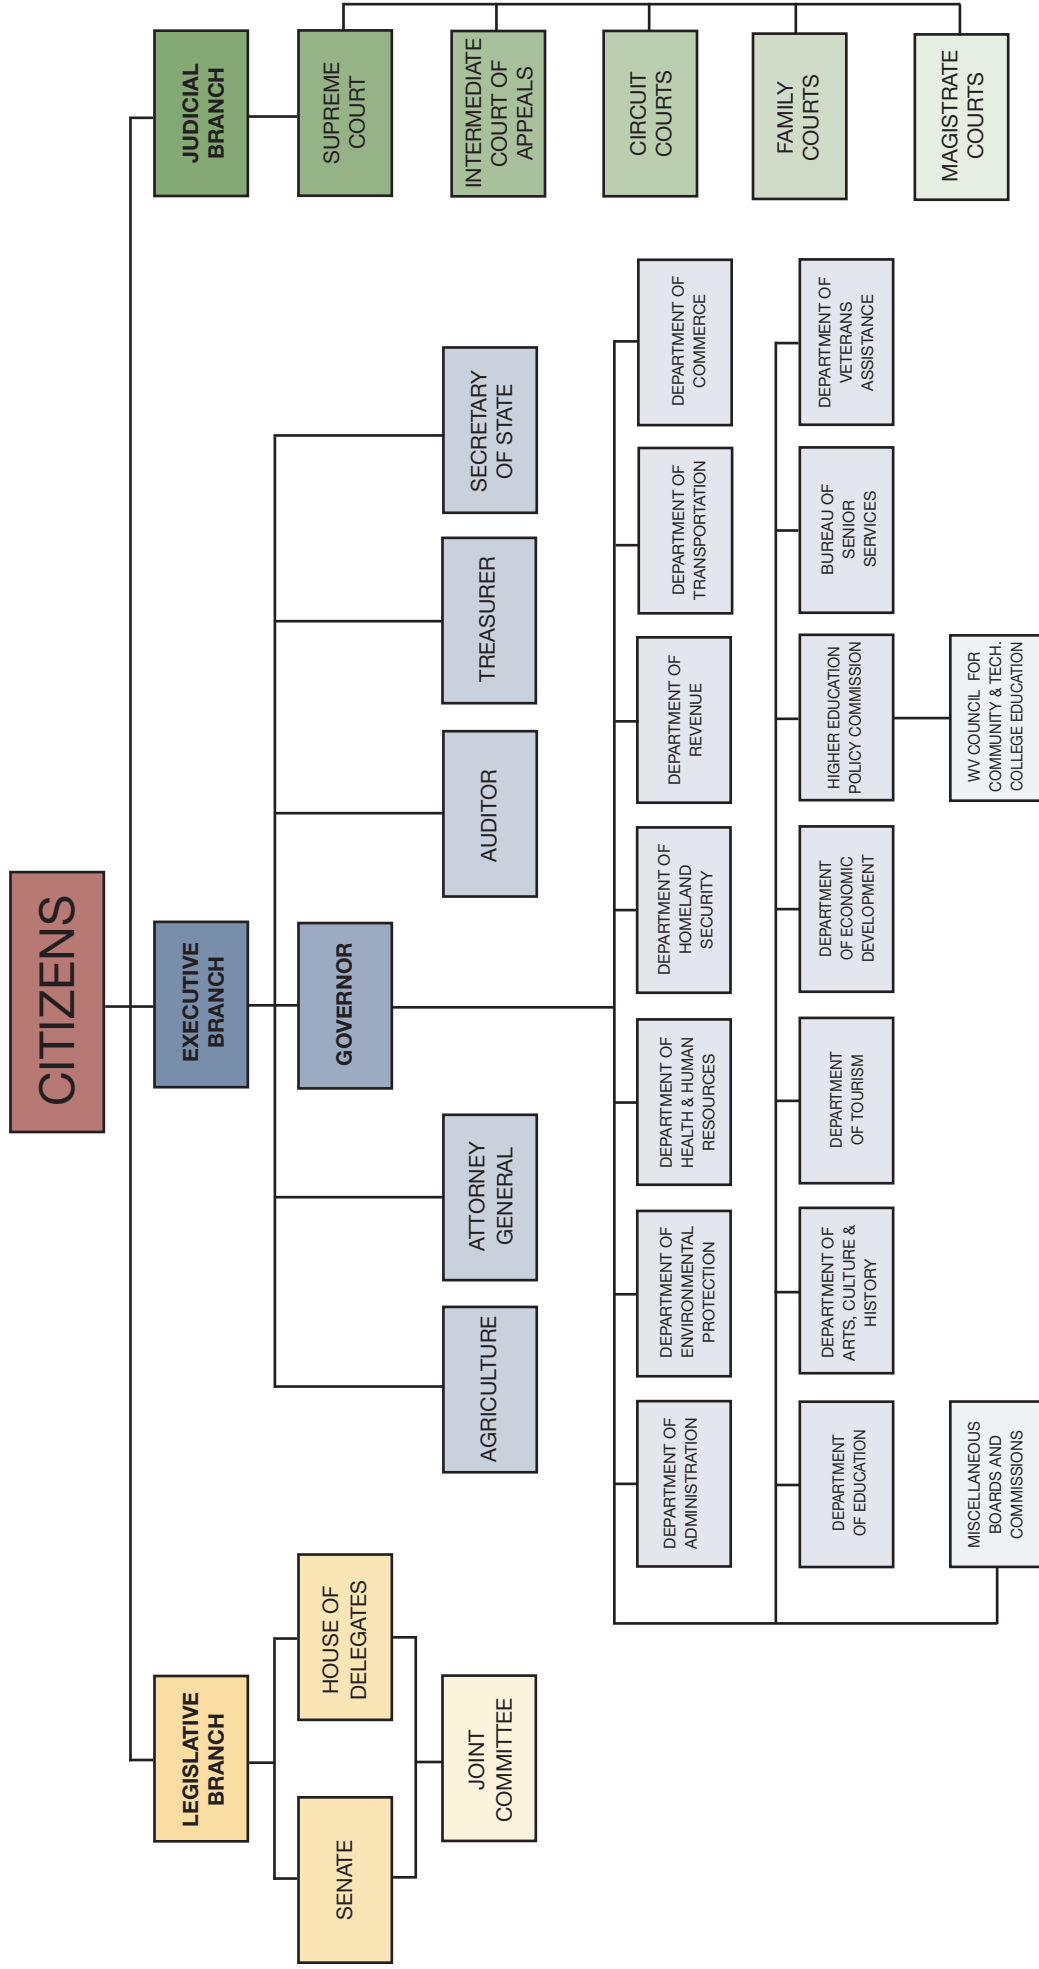 CITIZENS
LEGISLATIVE
BRANCH
EXECUTIVE
BRANCH
JUDICIAL
BRANCH
SENATE
HOUSE OF
DELEGATES
GOVERNOR
SUPREME
COURT
JOINT
COMMITTEE
AGRICULTURE
ATTORNEY
GENERAL
AUDITOR
TREASURER
SECRETARY
OF STATE
INTERMEDIATE
COURT OF
APPEALS
CIRCUIT
COURTS
DEPARTMENT OF
ADMINISTRATION
DEPARTMENT OF
ENVIRONMENTAL
PROTECTION
DEPARTMENT OF
HEALTH & HUMAN
RESOURCES
DEPARTMENT OF
HOMELAND
SECURITY
DEPARTMENT OF
REVENUE
DEPARTMENT OF
TRANSPORTATION
DEPARTMENT OF
COMMERCE
FAMILY
COURTS
DEPARTMENT
OF EDUCATION
DEPARTMENT OF
ARTS, CULTURE &
HISTORY
DEPARTMENT
OF TOURISM
DEPARTMENT
OF ECONOMIC
DEVELOPMENT
HIGHER EDUCATION
POLICY COMMISSION
BUREAU OF
SENIOR
SERVICES
DEPARTMENT OF
VETERANS
ASSISTANCE
MAGISTRATE
COURTS
MISCELLANEOUS
BOARDS AND
COMMISSIONS
WV COUNCIL FOR
COMMUNITY & TECH.
COLLEGE EDUCATION